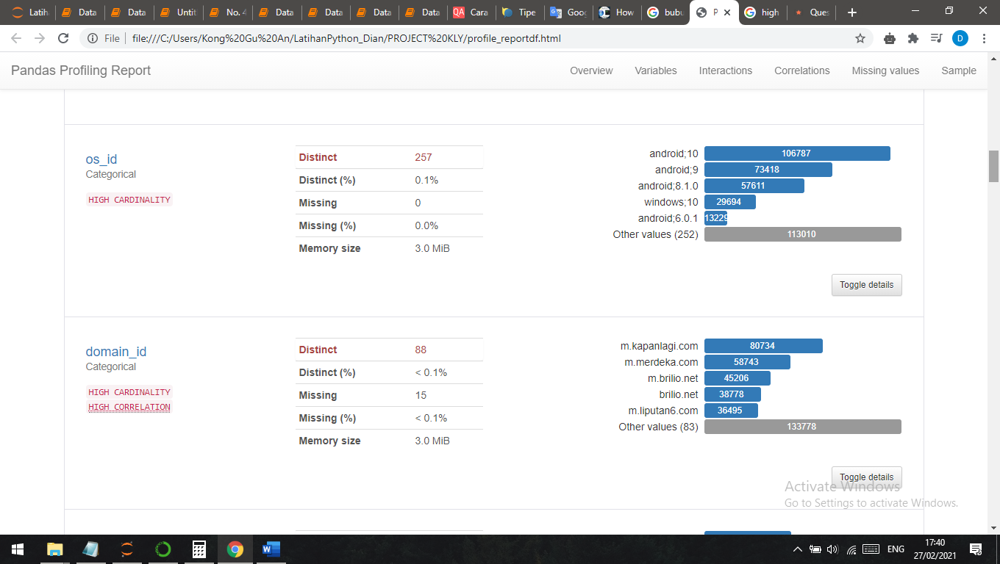 Latiha
Data
Data
Untit
No. 4
Data
Data
Data
Data
QA Cara
Tipe
Goog
How
bubu
P
high
Ques
File file:///C:/Users/Kong%20Gu%20An/LatihanPython_Dian/PROJECT%20KLY/profile_reportdf.html
D
Pandas Profiling Report
Overview Variables Interactions Correlations Missing values Sample
os_id
Categorical
HIGH CARDINALITY
Distinct 257
Distinct (%) 0.1%
Missing 0
Missing (%) 0.0%
Memory size 3.0 MiB
android;10 106787
android;9 73418
android;8.1.0 57611
windows;10 29694
android;6.0.1 13229
Other values (252) 113010
Toggle details
domain_id
Categorical
HIGH CARDINALITY
HIGH CORRELATION
Distinct 88
Distinct (%) < 0.1%
Missing 15
Missing (%) < 0.1%
Memory size 3.0 MiB
m.kapanlagi.com 80734
m.merdeka.com 58743
m.brilio.net 45206
brilio.net 38778
m.liputan6.com 36495
Other values (83) 133778
Toggle details
Activate Windows
Go to Settings to activate Windows.
ENG
17:40
27/02/2021